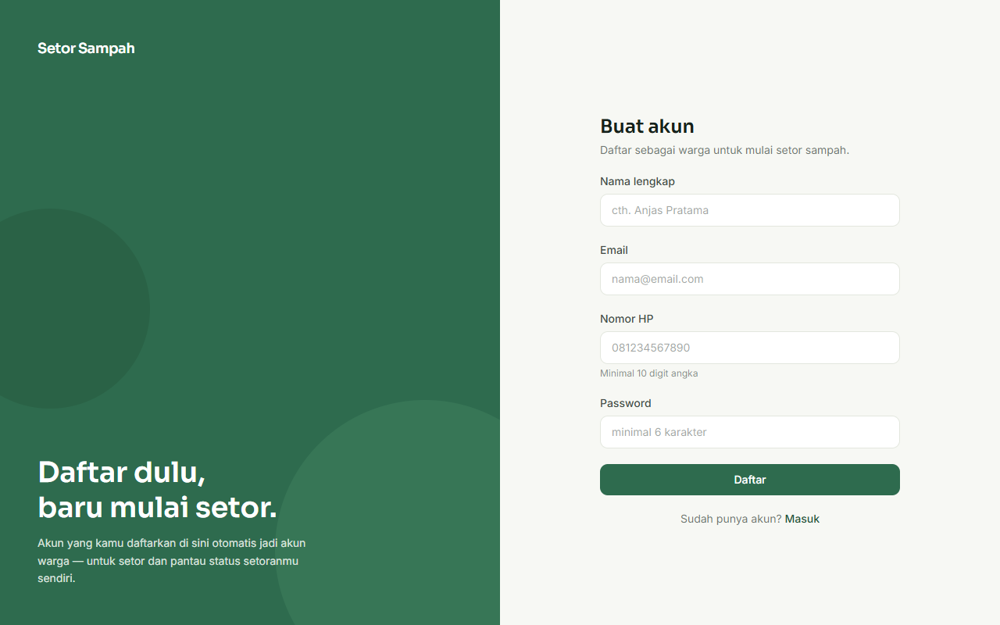 Setor Sampah
Daftar dulu,
baru mulai setor.
Akun yang kamu daftarkan di sini otomatis jadi akun
warga — untuk setor dan pantau status setoranmu
sendiri.
Buat akun
Daftar sebagai warga untuk mulai setor sampah.
Nama lengkap
cth. Anjas Pratama
Email
nama@email.com
Nomor HP
081234567890
Minimal 10 digit angka
Password
minimal 6 karakter
Daftar
Sudah punya akun? Masuk